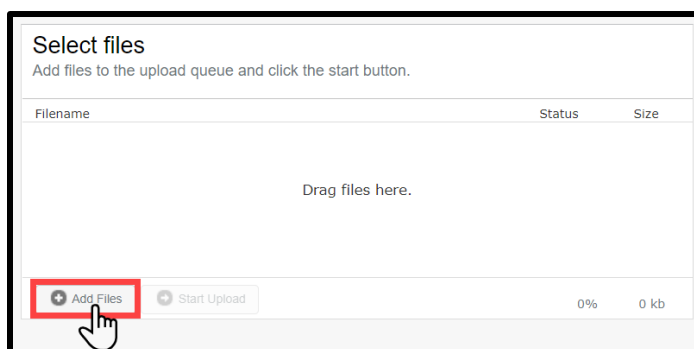 Select files
Add files to the upload queue and click the start button.
Filename Status Size
Drag files here.
Add Files Start Upload 0% 0 kb